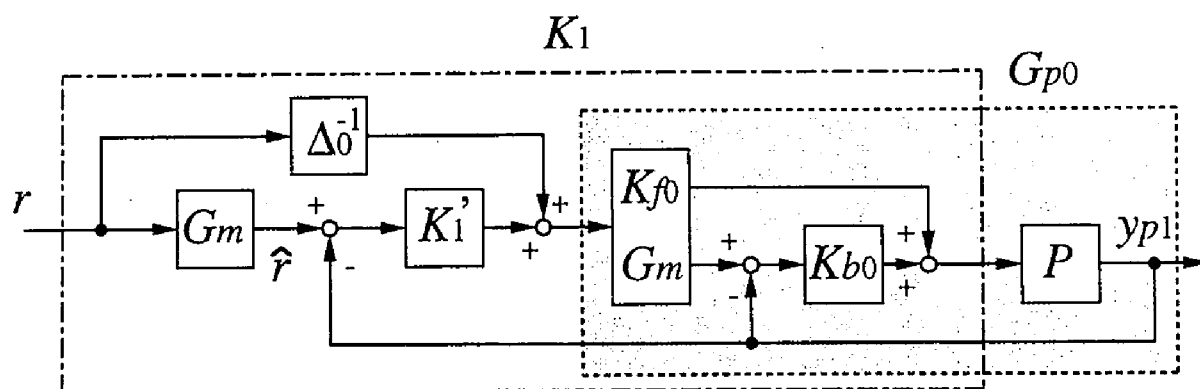 K1
Gp0
Δ0^-1
r
Gm
+
r̂
-
K1'
+
+
Kf0
Gm
+
-
Kb0
+
+
P
yp1